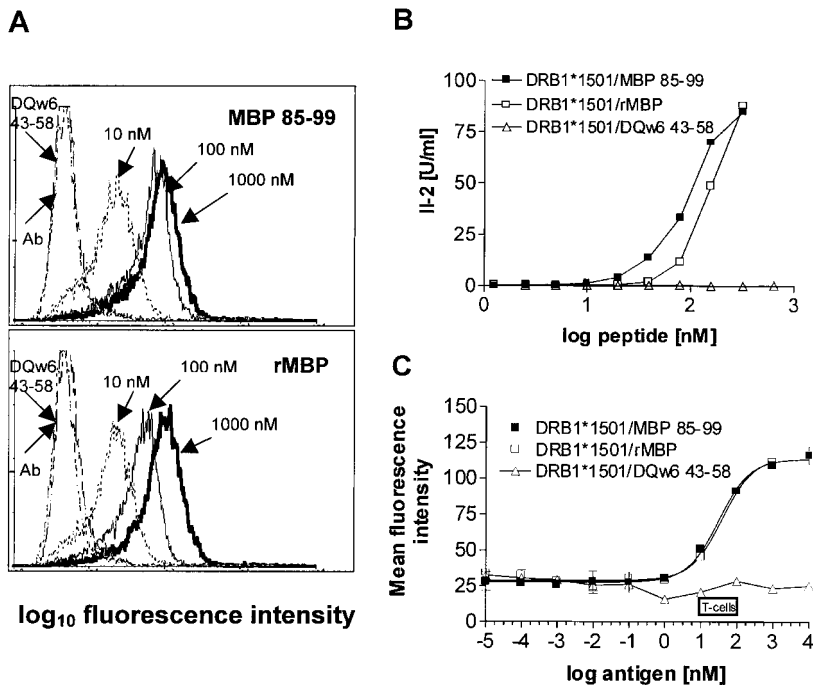 A
DQw6
43-58
MBP 85-99
10 nM
100 nM
1000 nM
Ab
DQw6
43-58
rMBP
100 nM
10 nM
1000 nM
Ab
log10 fluorescence intensity
B
100
75
50
25
0
Il-2 [U/ml]
DRB1*1501/MBP 85-99
DRB1*1501/rMBP
DRB1*1501/DQw6 43-58
0 1 2 3
log peptide [nM]
C
150
125
100
75
50
25
0
Mean fluorescence
intensity
DRB1*1501/MBP 85-99
DRB1*1501/rMBP
DRB1*1501/DQw6 43-58
T-cells
-5 -4 -3 -2 -1 0 1 2 3 4
log antigen [nM]